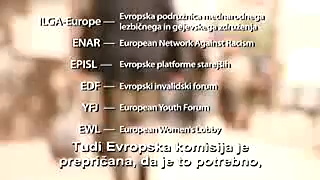 ILGA-Europe — Evropska podružnica mednarodnega
lezbičnega in gejevskega združenja
ENAR — European Network Against Racism
EPISL — Evropske platforme starejših
EDF — Evropski invalidski forum
YFJ — European Youth Forum
EWL — European Women's Lobby
Tudi Evropska komisija je
prepričana, da je to potrebno,